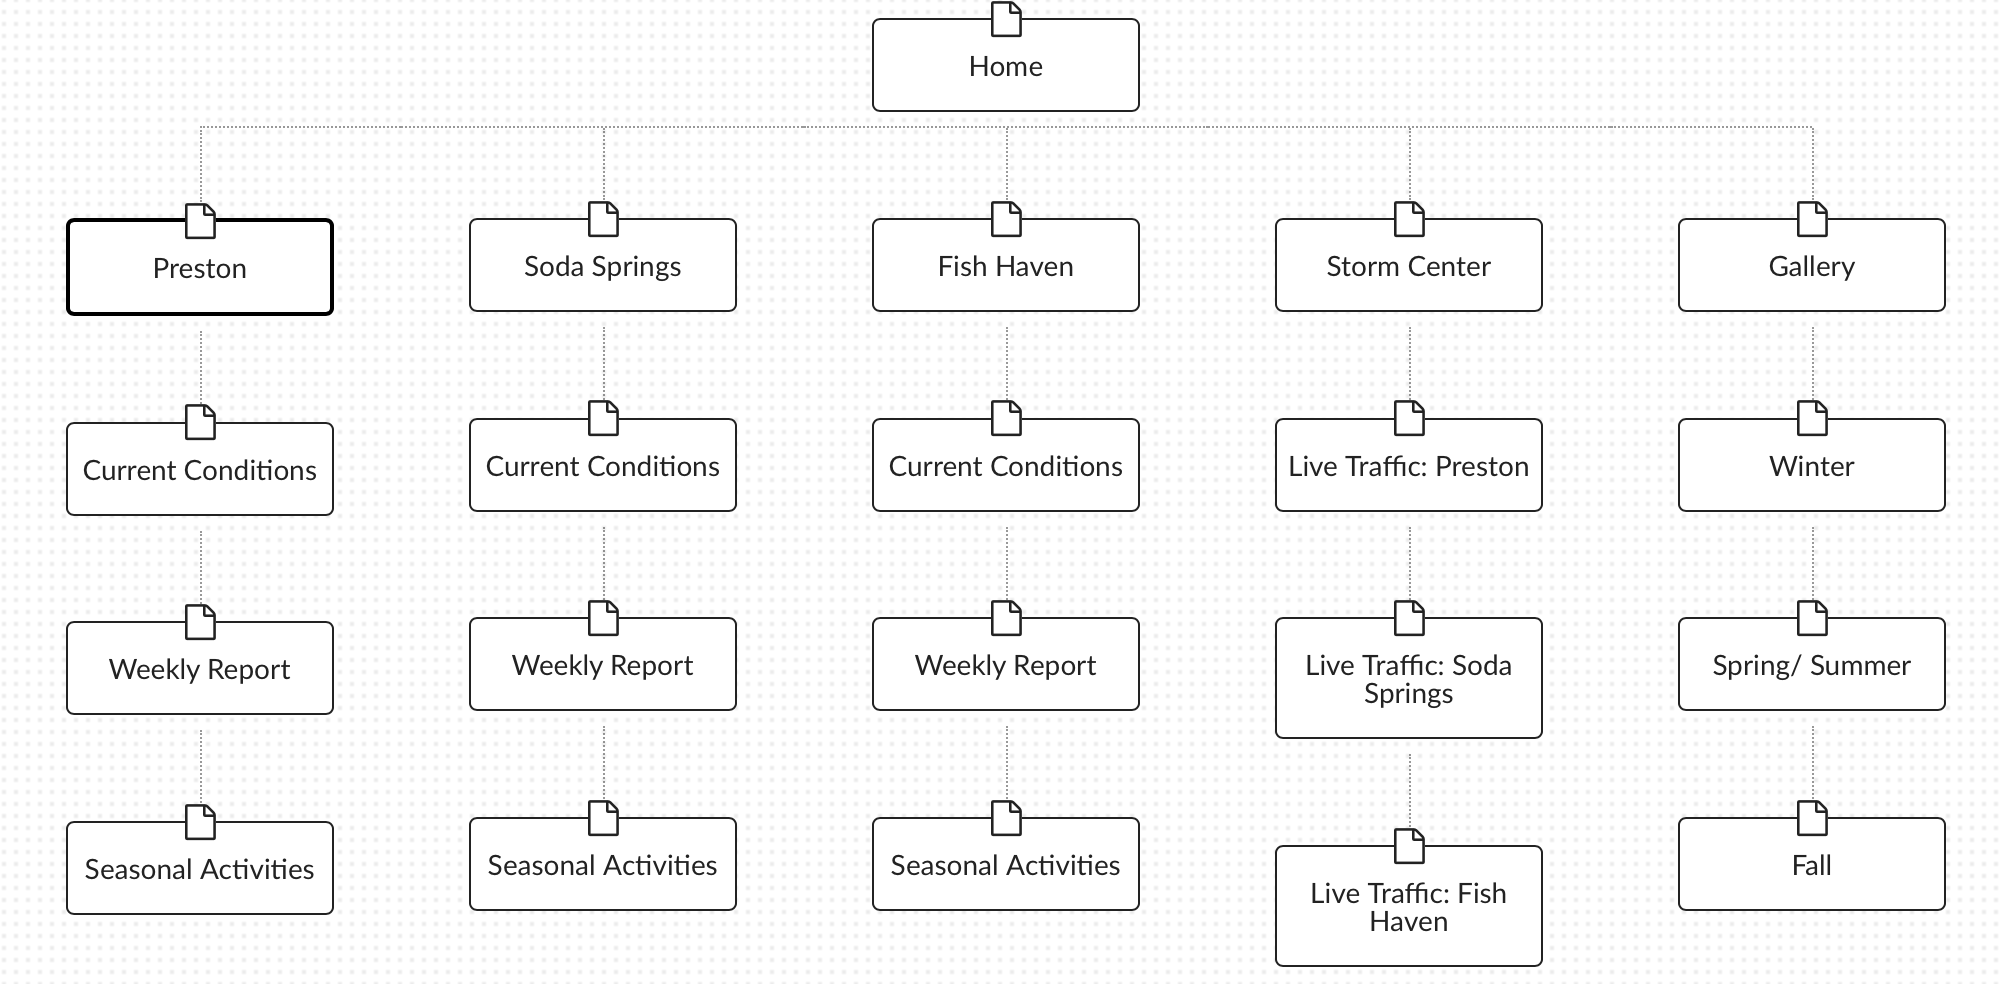 Home
Preston
Soda Springs
Fish Haven
Storm Center
Gallery
Current Conditions
Current Conditions
Current Conditions
Live Traffic: Preston
Winter
Weekly Report
Weekly Report
Weekly Report
Live Traffic: Soda
Springs
Spring/ Summer
Seasonal Activities
Seasonal Activities
Seasonal Activities
Live Traffic: Fish
Haven
Fall